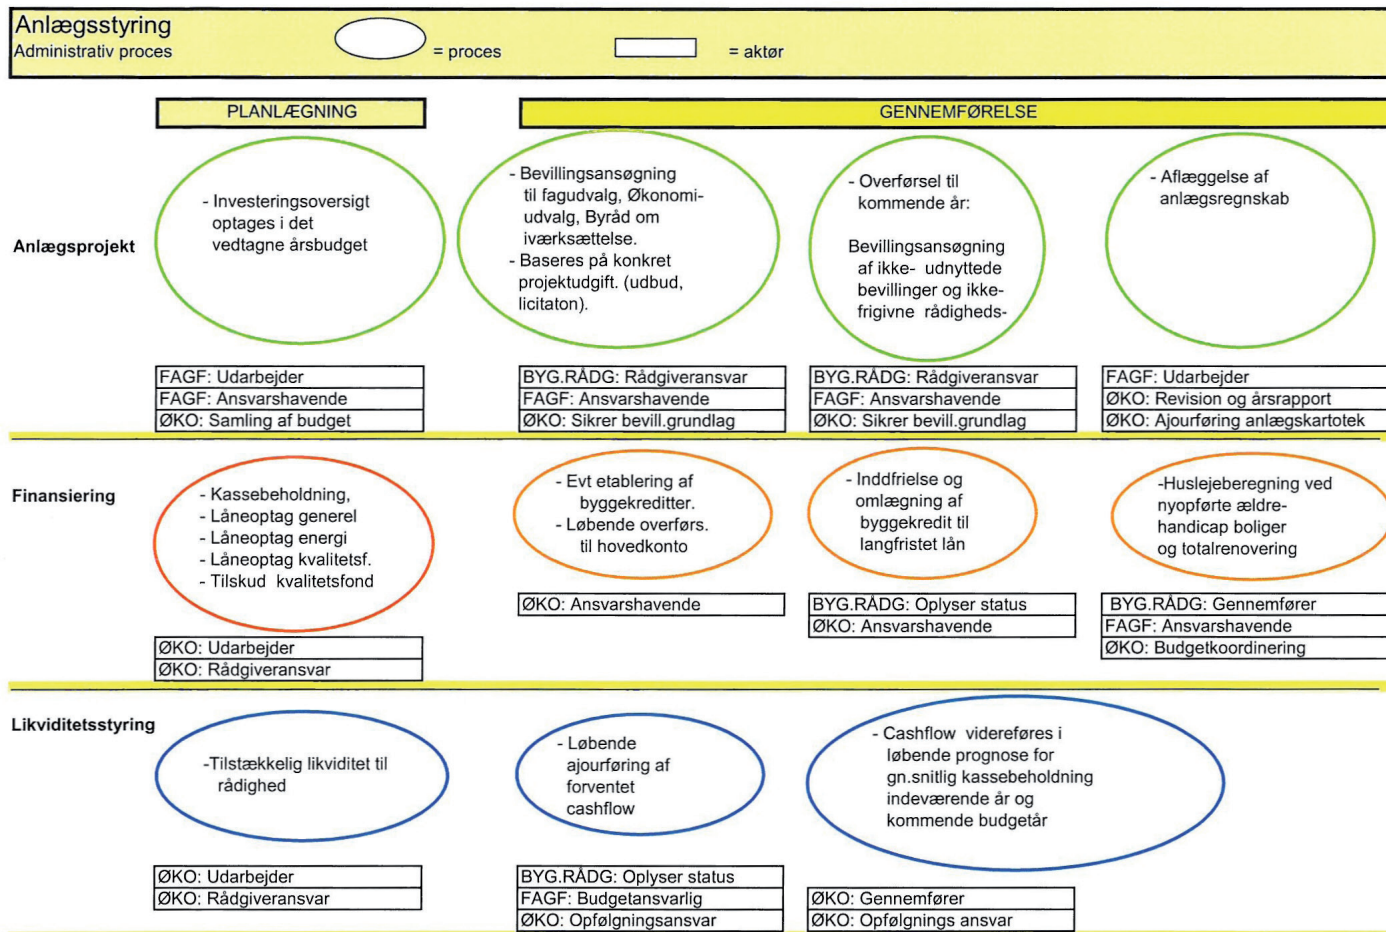 Anlægsstyring
Administrativ proces
= proces
= aktør
PLANLÆGNING
GENNEMFØRELSE
Anlægsprojekt
- Investeringsoversigt
optages i det
vedtagne årsbudget
- Bevillingsansøgning
til fagudvalg, Økonomi-
udvalg, Byråd om
iværksættelse.
- Baseres på konkret
projektudgift. (udbud,
licitaton).
- Overførsel til
kommende år:
Bevillingsansøgning
af ikke- udnyttede
bevillinger og ikke-
frigivne rådigheds-
- Aflæggelse af
anlægsregnskab
FAGF: Udarbejder
FAGF: Ansvarshavende
ØKO: Samling af budget
BYG.RÅDG: Rådgiveransvar
FAGF: Ansvarshavende
ØKO: Sikrer bevill.grundlag
BYG.RÅDG: Rådgiveransvar
FAGF: Ansvarshavende
ØKO: Sikrer bevill.grundlag
FAGF: Udarbejder
ØKO: Revision og årsrapport
ØKO: Ajourføring anlægskartotek
Finansiering
- Kassebeholdning,
- Låneoptag generel
- Låneoptag energi
- Låneoptag kvalitetsf.
- Tilskud kvalitetsfond
- Evt etablering af
byggekreditter.
- Løbende overførs.
til hovedkonto
- Inddfrielse og
omlægning af
byggekredit til
langfristet lån
-Huslejeberegning ved
nyopførte ældre-
handicap boliger
og totalrenovering
ØKO: Udarbejder
ØKO: Rådgiveransvar
ØKO: Ansvarshavende
BYG.RÅDG: Oplyser status
ØKO: Ansvarshavende
BYG.RÅDG: Gennemfører
FAGF: Ansvarshavende
ØKO: Budgetkoordinering
Likviditetsstyring
-Tilstækkelig likviditet til
rådighed
- Løbende
ajourføring af
forventet
cashflow
- Cashflow videreføres i
løbende prognose for
gn.snitlig kassebeholdning
indeværende år og
kommende budgetår
ØKO: Udarbejder
ØKO: Rådgiveransvar
BYG.RÅDG: Oplyser status
FAGF: Budgetansvarlig
ØKO: Opfølgningsansvar
ØKO: Gennemfører
ØKO: Opfølgnings ansvar